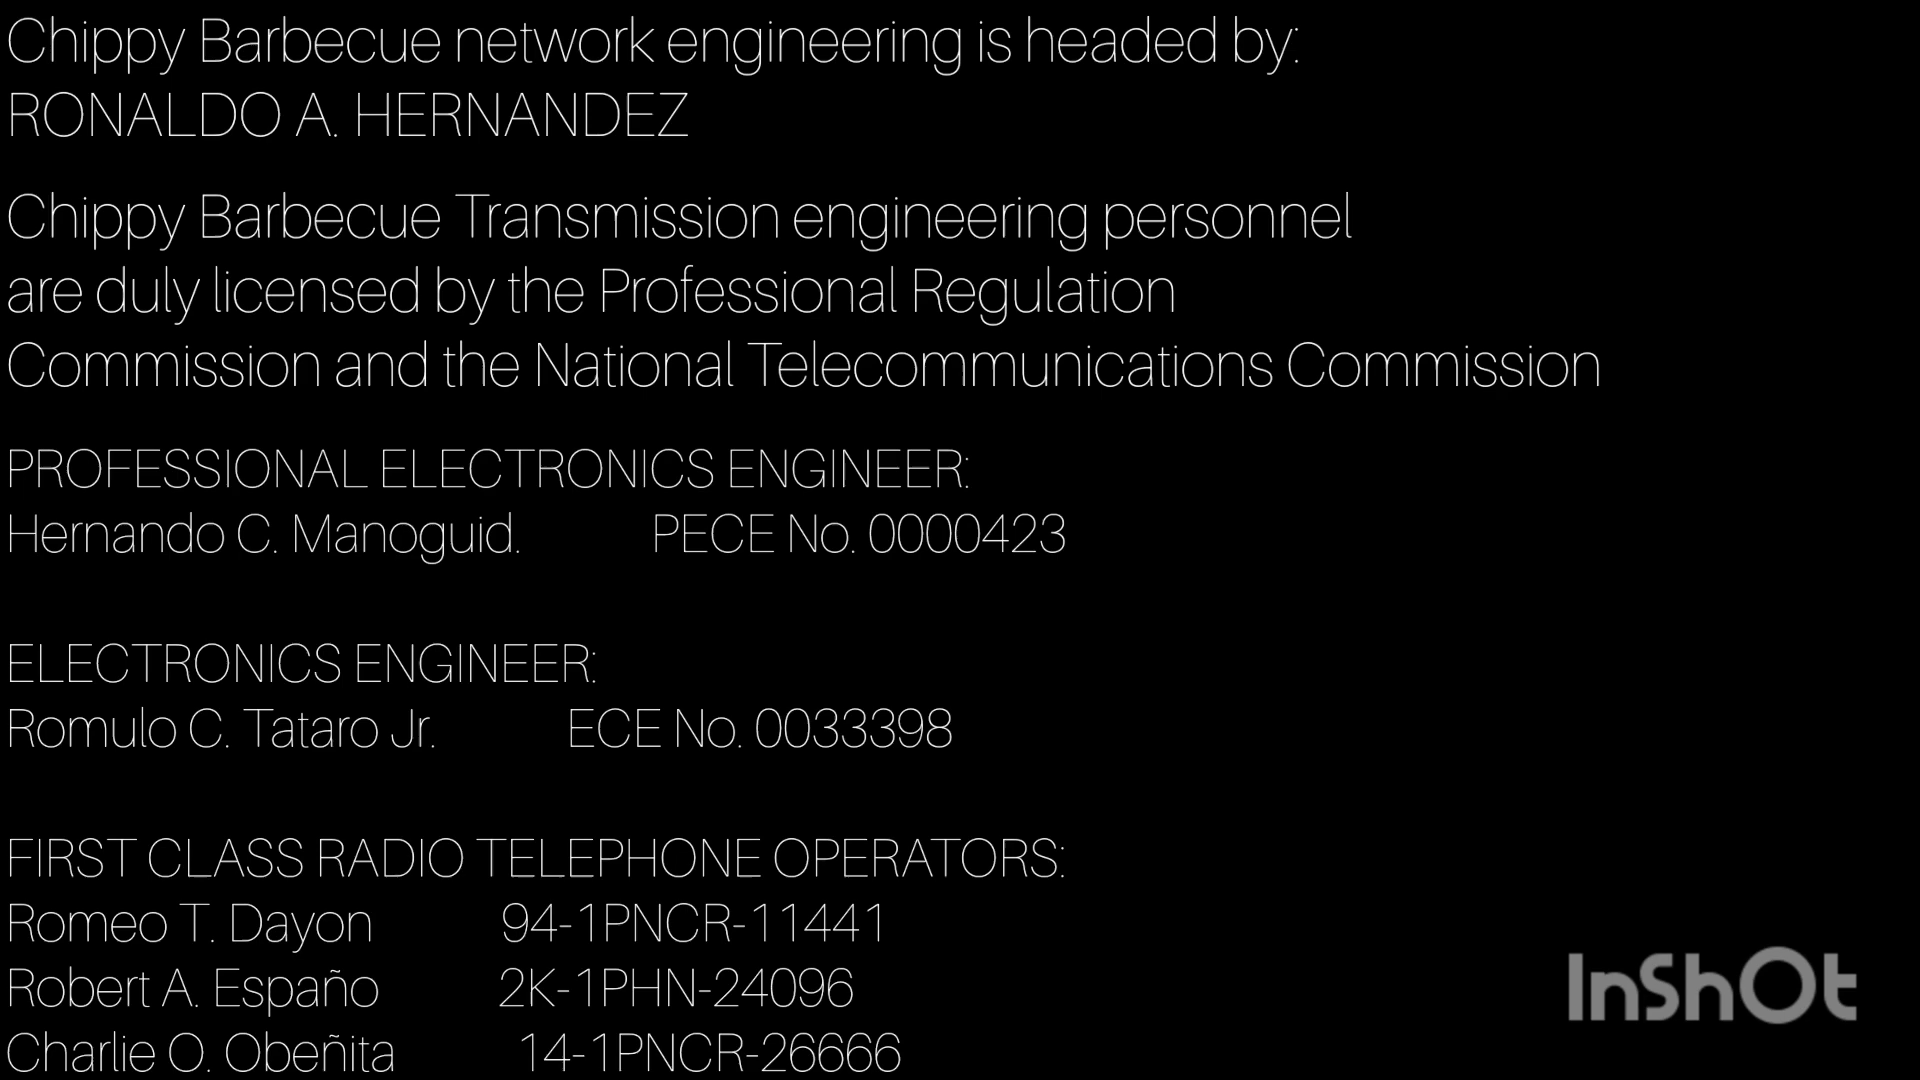 Chippy Barbecue network engineering is headed by:
RONALDO A. HERNANDEZ
Chippy Barbecue Transmission engineering personnel
are duly licensed by the Professional Regulation
Commission and the National Telecommunications Commission
PROFESSIONAL ELECTRONICS ENGINEER:
Hernando C. Manoguid. PECE No. 0000423
ELECTRONICS ENGINEER:
Romulo C. Tataro Jr. ECE No. 0033398
FIRST CLASS RADIO TELEPHONE OPERATORS:
Romeo T. Dayon 94-1PNCR-11441
Robert A. Españo 2K-1PHN-24096
Charlie O. Obeñita 14-1PNCR-26666
InShOt